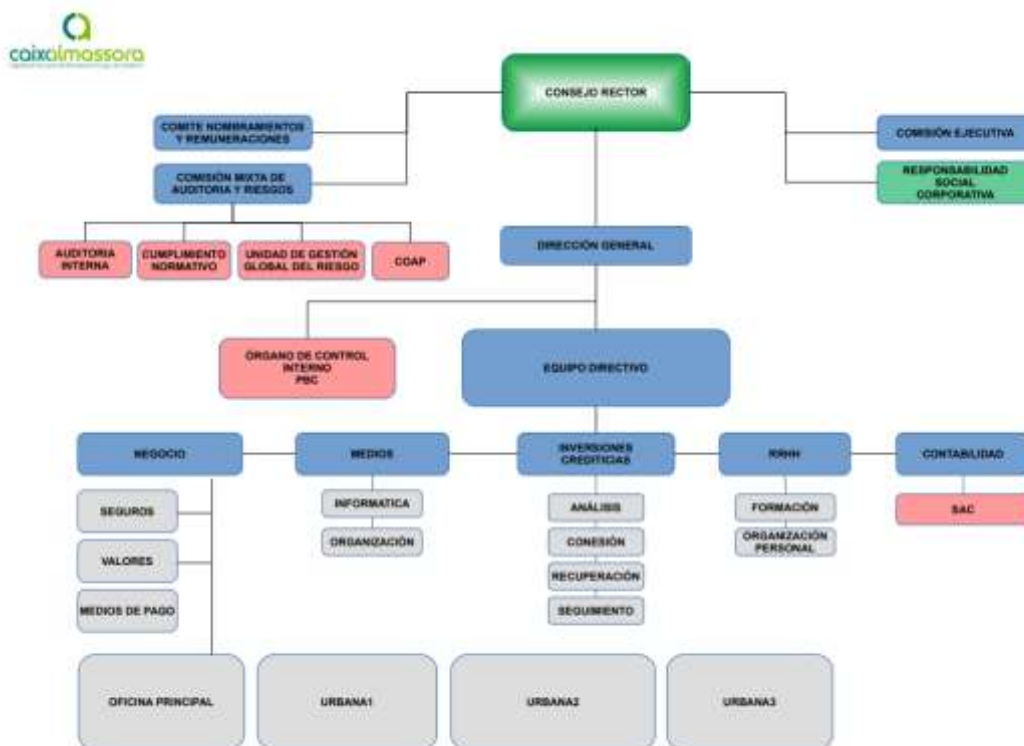 caixalmassora
CONSEJO RECTOR
COMITE NOMBRAMIENTOS
Y REMUNERACIONES
COMISIÓN EJECUTIVA
COMISIÓN MIXTA DE
AUDITORIA Y RIESGOS
RESPONSABILIDAD
SOCIAL
CORPORATIVA
DIRECCIÓN GENERAL
AUDITORIA
INTERNA
CUMPLIMIENTO
NORMATIVO
UNIDAD DE GESTIÓN
GLOBAL DEL RIESGO
COAP
ÓRGANO DE CONTROL
INTERNO
PBC
EQUIPO DIRECTIVO
NEGOCIO
MEDIOS
INVERSIONES
CREDITICIAS
RRHH
CONTABILIDAD
SEGUROS
VALORES
MEDIOS DE PAGO
INFORMATICA
ORGANIZACIÓN
ANÁLISIS
CONESIÓN
RECUPERACIÓN
SEGUIMIENTO
FORMACIÓN
ORGANIZACIÓN
PERSONAL
SAC
OFICINA PRINCIPAL
URBANA1
URBANA2
URBANA3